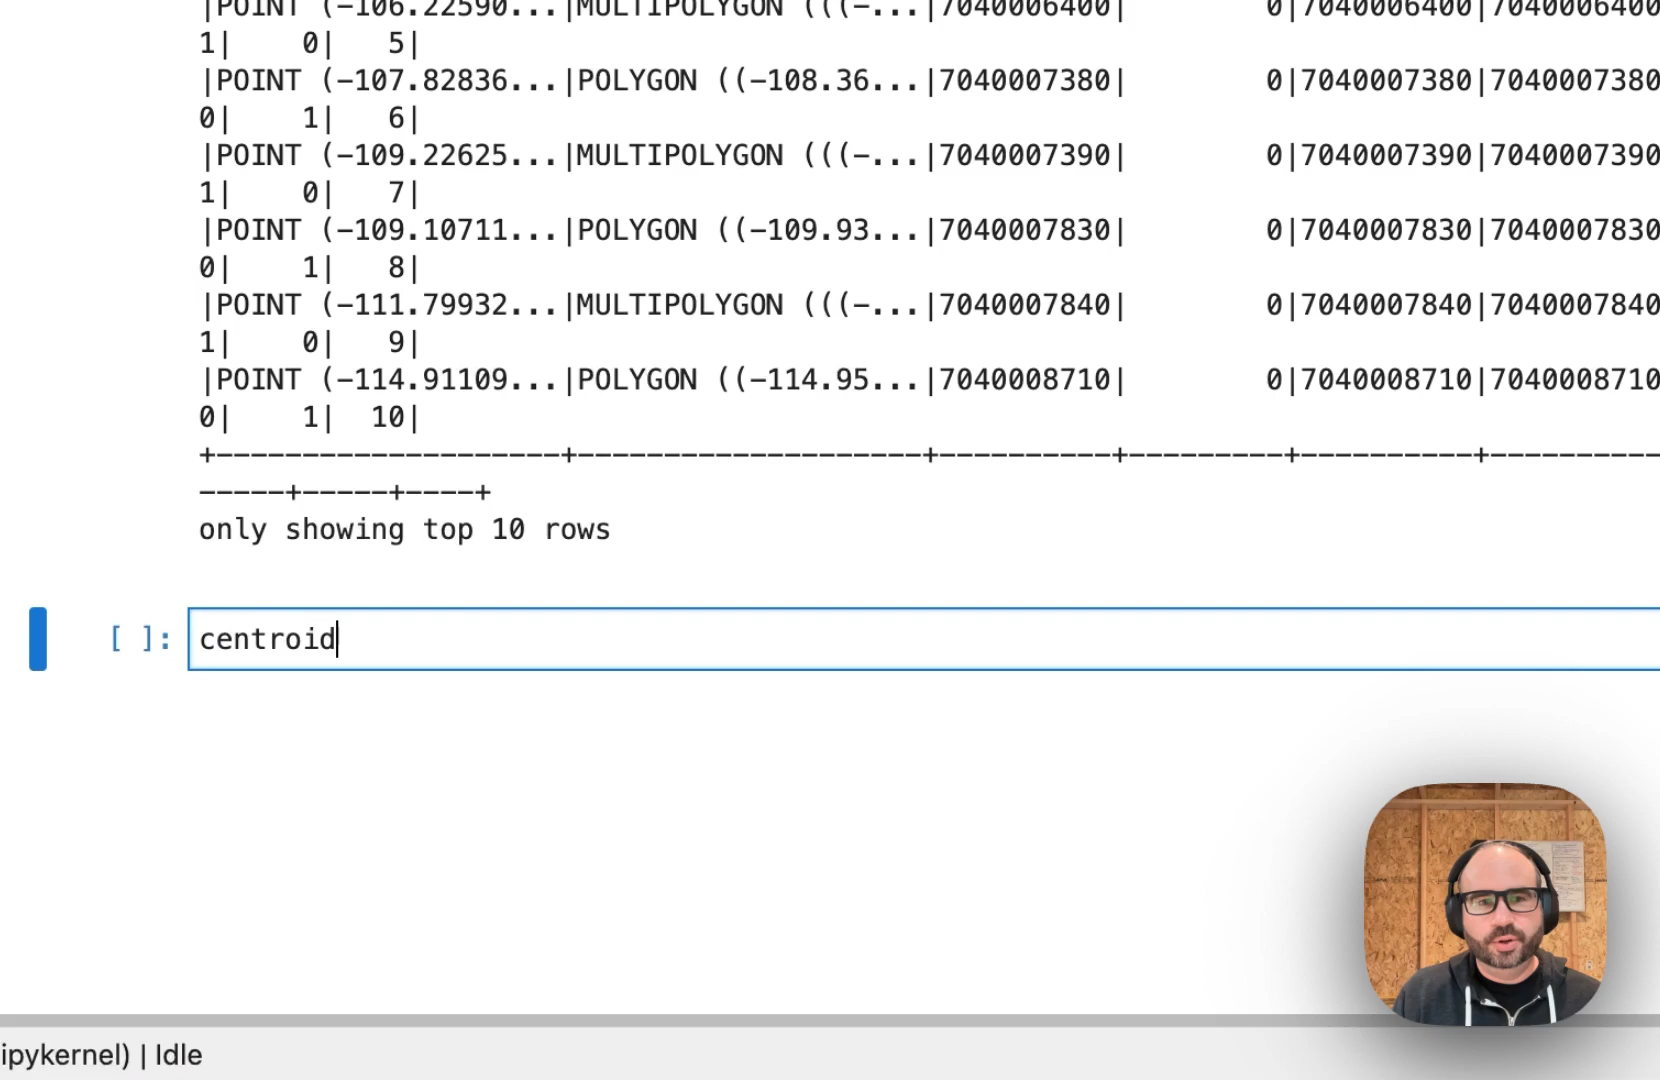 |POINT (-106.22590...|MULTIPOLYGON (((-...|7040006400|        0|7040006400|7040006400
1|    0|   5|
|POINT (-107.82836...|POLYGON ((-108.36...|7040007380|        0|7040007380|7040007380
0|    1|   6|
|POINT (-109.22625...|MULTIPOLYGON (((-...|7040007390|        0|7040007390|7040007390
1|    0|   7|
|POINT (-109.10711...|POLYGON ((-109.93...|7040007830|        0|7040007830|7040007830
0|    1|   8|
|POINT (-111.79932...|MULTIPOLYGON (((-...|7040007840|        0|7040007840|7040007840
1|    0|   9|
|POINT (-114.91109...|POLYGON ((-114.95...|7040008710|        0|7040008710|7040008710
0|    1|  10|
+--------------------+--------------------+----------+---------+----------+----------
-----+-----+----+
only showing top 10 rows
[ ]: centroid
ipykernel) | Idle